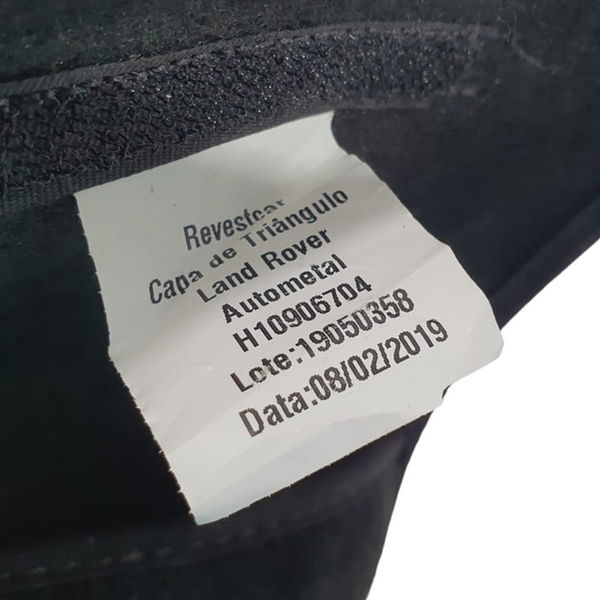 Revestcar
Capa de Triângulo
Land Rover
Autometal
H10906704
Lote:19050358
Data:08/02/2019